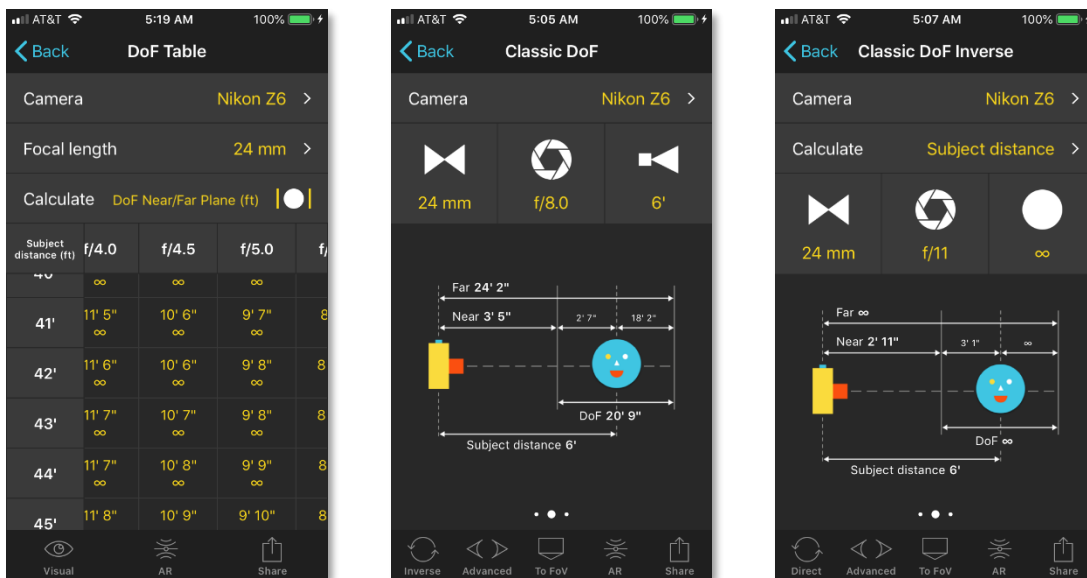 AT&T 5:19 AM 100%
Back DoF Table
Camera Nikon Z6
Focal length 24 mm
Calculate DoF Near/Far Plane (ft)
Subject distance (ft) f/4.0 f/4.5 f/5.0
∞ ∞ ∞
41' 11' 5" 10' 6" 9' 7" 8
∞ ∞
42' 11' 6" 10' 6" 9' 8" 8
∞ ∞ ∞
43' 11' 7" 10' 7" 9' 8" 8
∞ ∞ ∞
44' 11' 7" 10' 8" 9' 9" 8
∞ ∞ ∞
45' 11' 8" 10' 9" 9' 10" 8
Visual AR Share
AT&T 5:05 AM 100%
Back Classic DoF
Camera Nikon Z6
24 mm f/8.0 6'
Far 24' 2"
Near 3' 5" 2' 7" 18' 2"
DoF 20' 9"
Subject distance 6'
Inverse Advanced To FoV AR Share
AT&T 5:07 AM 100%
Back Classic DoF Inverse
Camera Nikon Z6
Calculate Subject distance
24 mm f/11 ∞
Far ∞
Near 2' 11" 3' 1" ∞
DoF ∞
Subject distance 6'
Direct Advanced To FoV AR Share